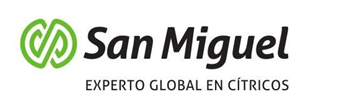 San Miguel
EXPERTO GLOBAL EN CÍTRICOS